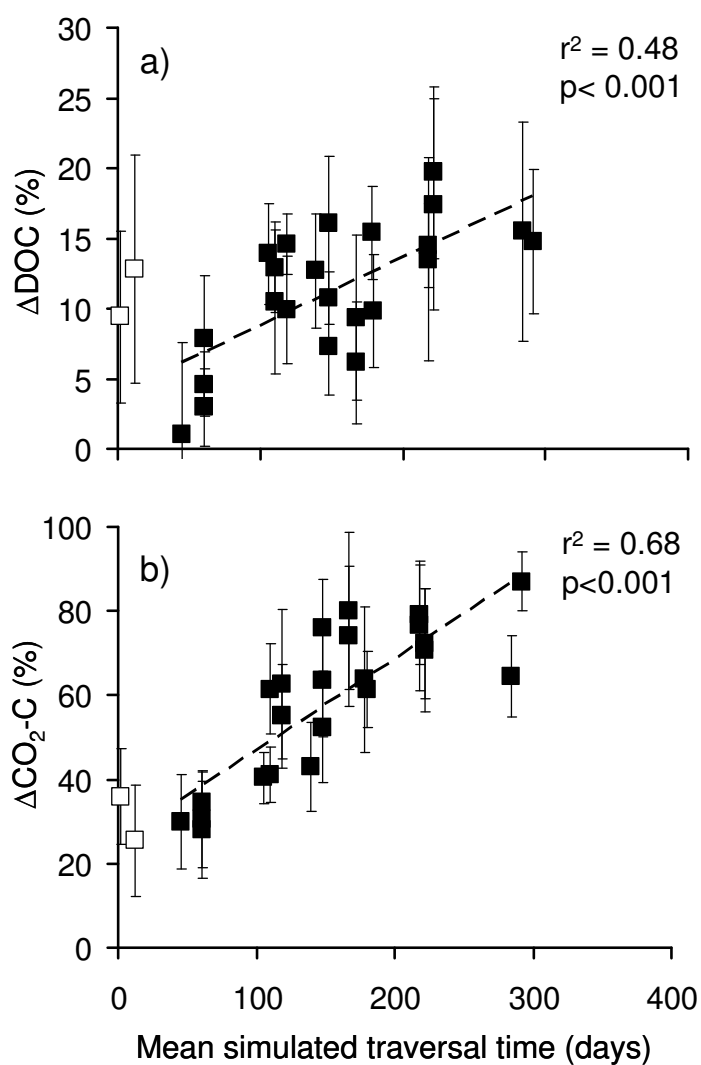 30
a)
r² = 0.48
p< 0.001
25
20
15
10
5
0
ΔDOC (%)
100
b)
r² = 0.68
p<0.001
80
60
40
20
0
ΔCO₂-C (%)
0 100 200 300 400
Mean simulated traversal time (days)